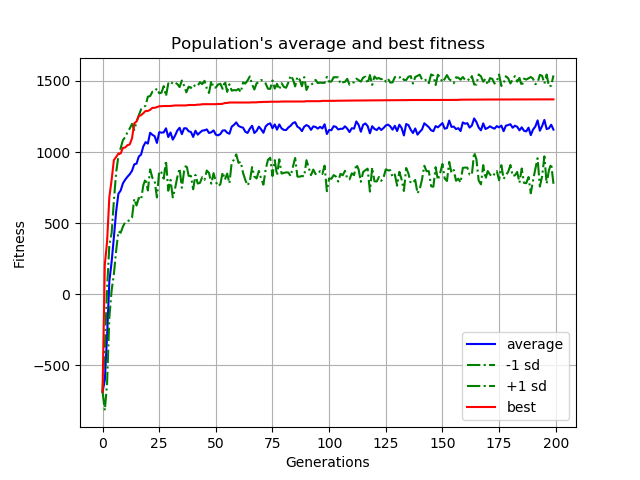 Population's average and best fitness
1500
1000
500
0
−500
Fitness
0
25
50
75
100
125
150
175
200
Generations
average
-1 sd
+1 sd
best